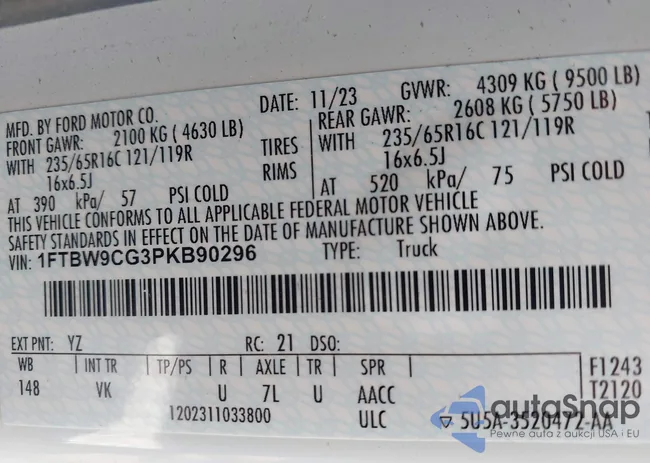 MFD. BY FORD MOTOR CO.
DATE: 11/23
GVWR: 4309 KG ( 9500 LB)
FRONT GAWR: 2100 KG ( 4630 LB)
REAR GAWR: 2608 KG ( 5750 LB)
WITH 235/65R16C 121/119R
TIRES
WITH 235/65R16C 121/119R
16x6.5J
RIMS
16x6.5J
AT 390 kPa/ 57 PSI COLD
AT 520 kPa/ 75 PSI COLD
THIS VEHICLE CONFORMS TO ALL APPLICABLE FEDERAL MOTOR VEHICLE
SAFETY STANDARDS IN EFFECT ON THE DATE OF MANUFACTURE SHOWN ABOVE.
VIN: 1FTBW9CG3PKB90296
TYPE: Truck
EXT PNT: YZ RC: 21 DSO:
WB INT TR TP/PS R AXLE TR SPR
148 VK U 7L U AACC
F1243
T2120
1202311033800
ULC
▽ 5U5A-3520472-AA
autoSnap
Pewne auta z aukcji USA i EU